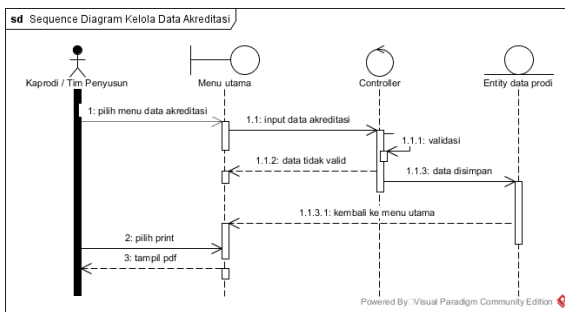 sd Sequence Diagram Kelola Data Akreditasi
Kaprodi / Tim Penyusun
Menu utama
Controller
Entity data prodi
1: pilih menu data akreditasi
1.1: input data akreditasi
1.1.1: validasi
1.1.2: data tidak valid
1.1.3: data disimpan
1.1.3.1: kembali ke menu utama
2: pilih print
3: tampil pdf
Powered By Visual Paradigm Community Edition